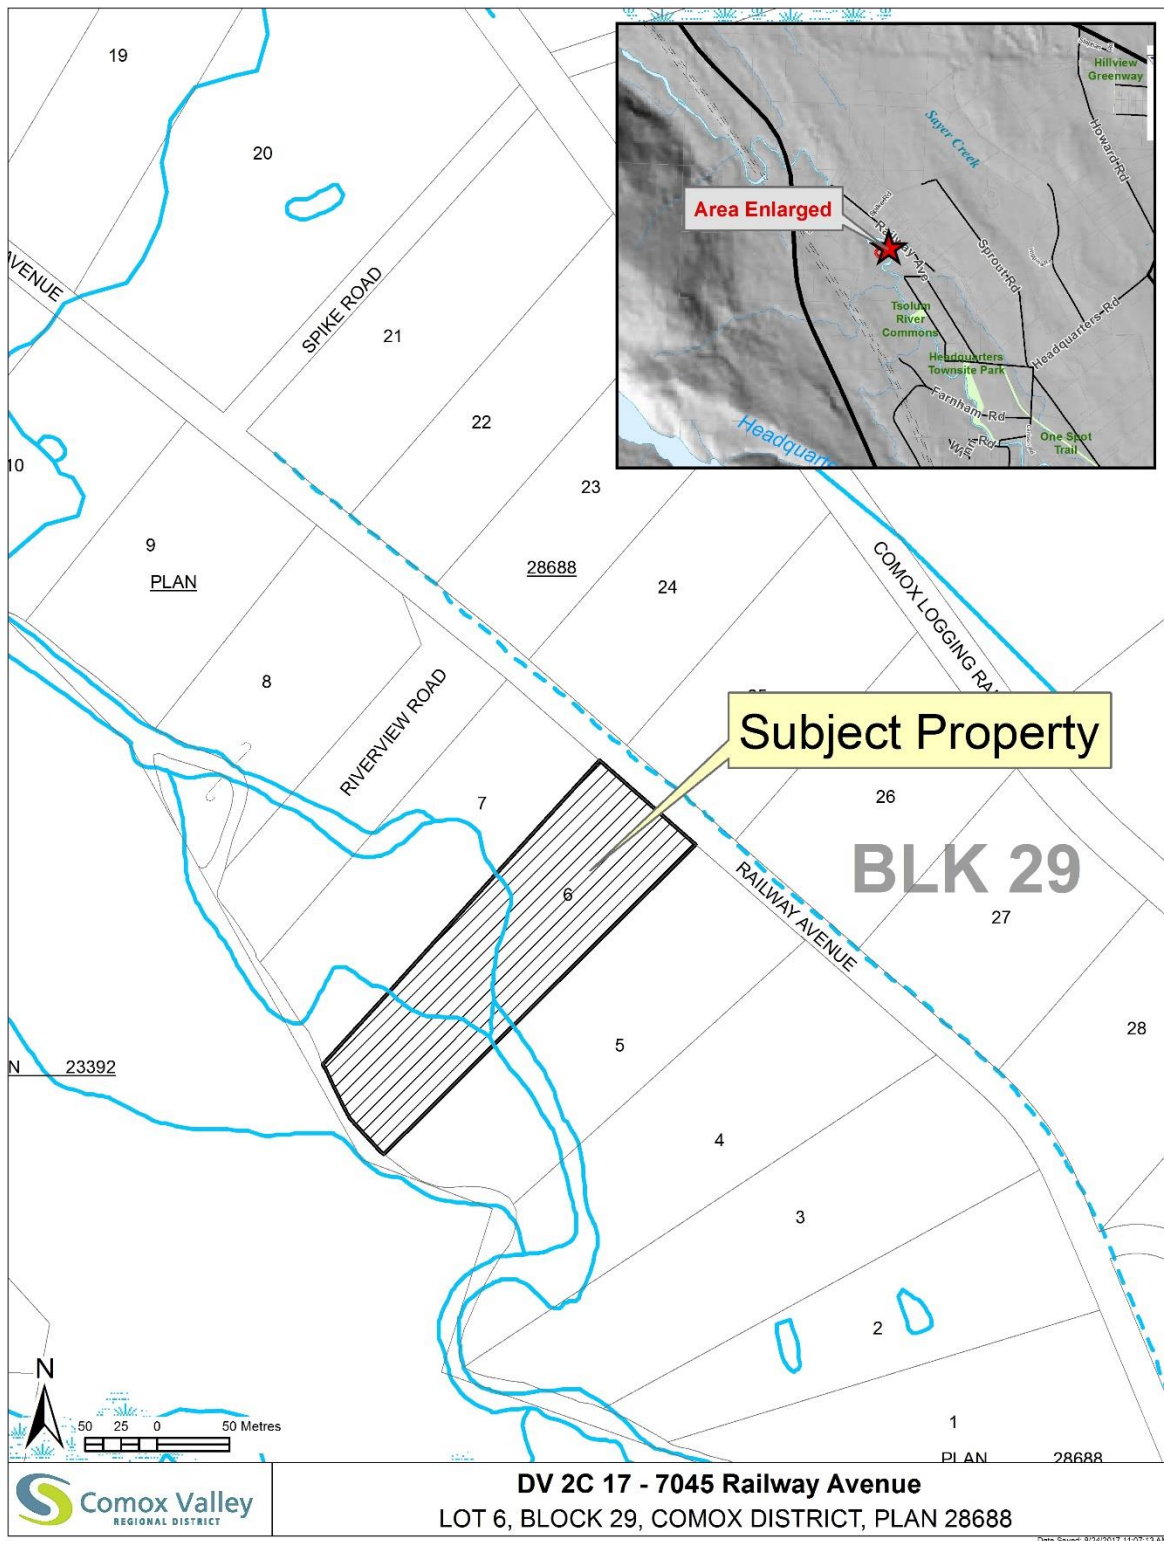 19
20
AVENUE
SPIKE ROAD
21
22
23
24
10
9
PLAN
28688
8
RIVERVIEW ROAD
7
COMOX LOGGING RA
Subject Property
26
6
BLK 29
RAILWAY AVENUE
27
28
5
N 23392
4
3
2
1
PLAN 28688
Area Enlarged
Hillview
Greenway
Sayer Creek
Howard Rd
Railway Ave
Sprout Rd
Tsolum
River
Commons
Headquarters Rd
Headquarters
Townsite Park
Farnham Rd
One Spot
Trail
Headquart
N
50 25 0 50 Metres
Comox Valley
REGIONAL DISTRICT
DV 2C 17 - 7045 Railway Avenue
LOT 6, BLOCK 29, COMOX DISTRICT, PLAN 28688